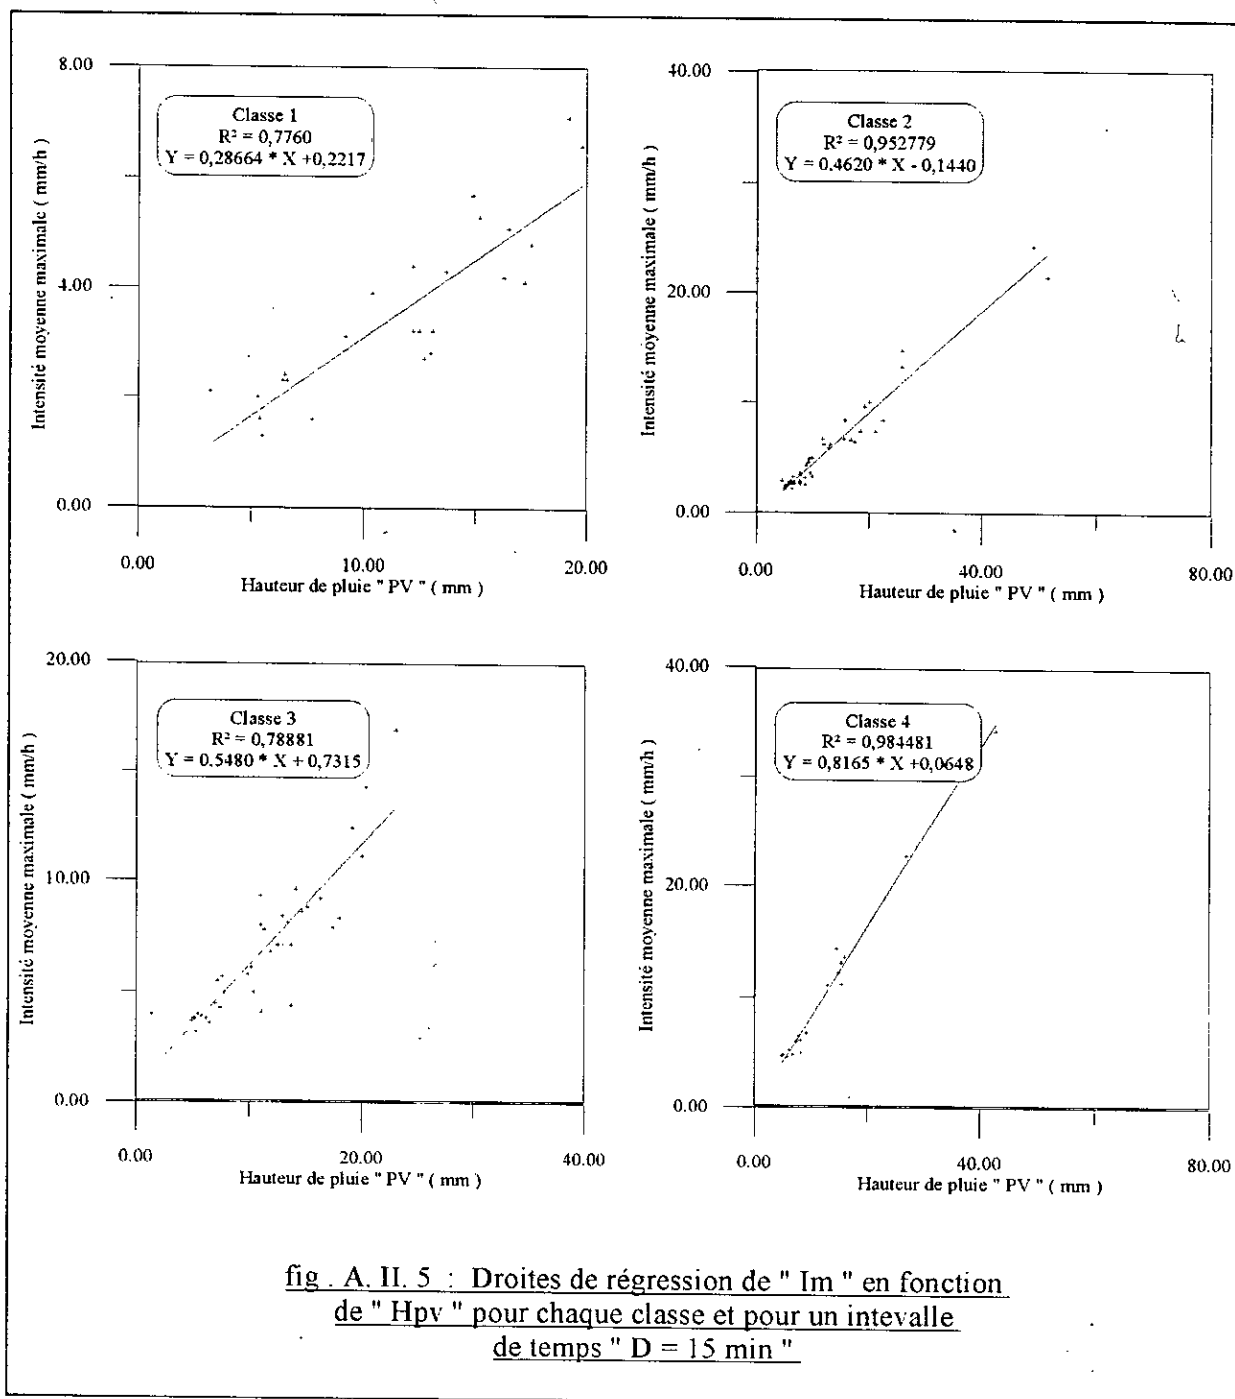 8.00
Classe 1
R² = 0,7760
Y = 0,28664 * X +0,2217
Intensité moyenne maximale ( mm/h )
4.00
0.00
0.00
10.00
20.00
Hauteur de pluie " PV " ( mm )
40.00
Classe 2
R² = 0,952779
Y = 0.4620 * X - 0,1440
Intensité moyenne maximale ( mm/h )
20.00
0.00
0.00
40.00
80.00
Hauteur de pluie " PV " ( mm )
20.00
Classe 3
R² = 0,78881
Y = 0.5480 * X + 0,7315
Intensité moyenne maximale ( mm/h )
10.00
0.00
0.00
20.00
40.00
Hauteur de pluie " PV " ( mm )
40.00
Classe 4
R² = 0,984481
Y = 0,8165 * X +0,0648
Intensité moyenne maximale ( mm/h )
20.00
0.00
0.00
40.00
80.00
Hauteur de pluie " PV " ( mm )
fig . A. II. 5 : Droites de régression de " Im " en fonction
de " Hpv " pour chaque classe et pour un intevalle
de temps " D = 15 min "